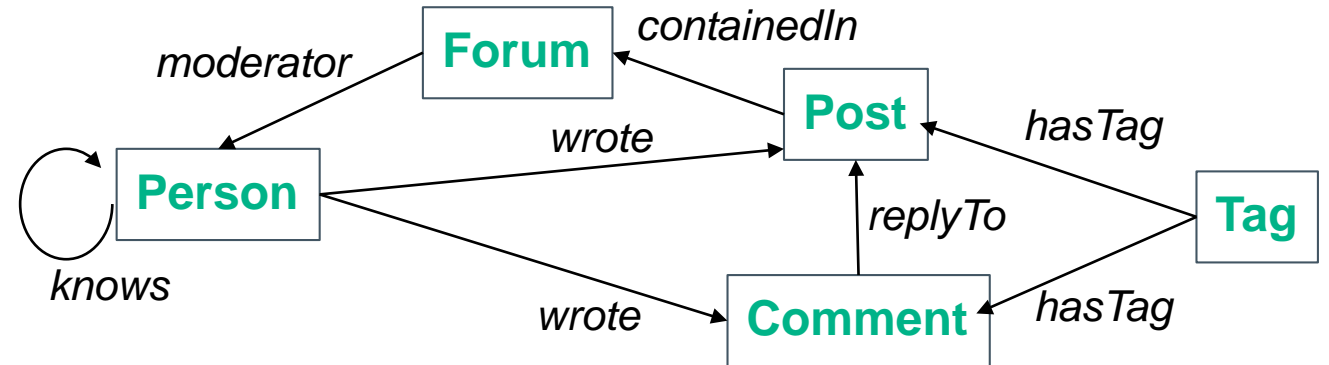 containedIn
Forum
moderator
Post
hasTag
wrote
Person
Tag
replyTo
knows
Comment
hasTag
wrote